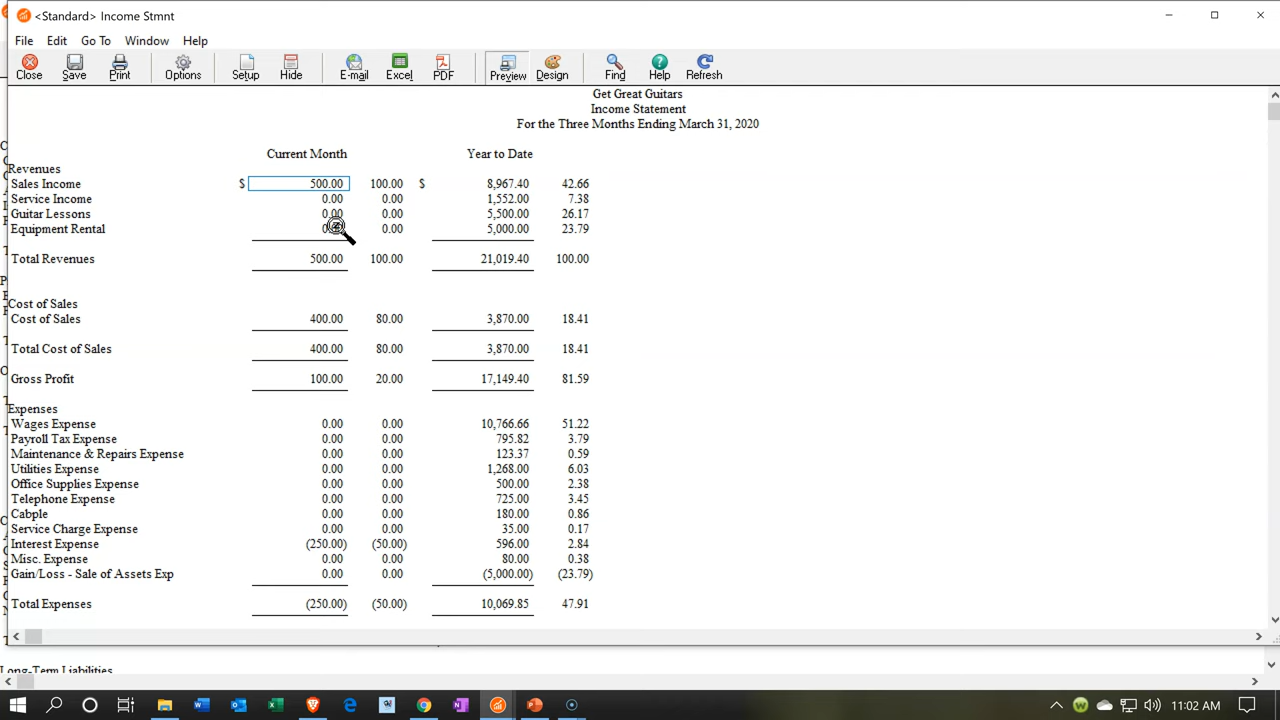 <Standard> Income Stmnt
File Edit Go To Window Help
Close Save Print Options Setup Hide E-mail Excel PDF Preview Design Find Help Refresh
Get Great Guitars
Income Statement
For the Three Months Ending March 31, 2020
Current Month Year to Date
Revenues
Sales Income $ 500.00 100.00 $ 8,967.40 42.66
Service Income 0.00 0.00 1,552.00 7.38
Guitar Lessons 0.00 0.00 5,500.00 26.17
Equipment Rental 0.00 5,000.00 23.79
Total Revenues 500.00 100.00 21,019.40 100.00
Cost of Sales
Cost of Sales 400.00 80.00 3,870.00 18.41
Total Cost of Sales 400.00 80.00 3,870.00 18.41
Gross Profit 100.00 20.00 17,149.40 81.59
Expenses
Wages Expense 0.00 0.00 10,766.66 51.22
Payroll Tax Expense 0.00 0.00 795.82 3.79
Maintenance & Repairs Expense 0.00 0.00 123.37 0.59
Utilities Expense 0.00 0.00 1,268.00 6.03
Office Supplies Expense 0.00 0.00 500.00 2.38
Telephone Expense 0.00 0.00 725.00 3.45
Cabple 0.00 0.00 180.00 0.86
Service Charge Expense 0.00 0.00 35.00 0.17
Interest Expense (250.00) (50.00) 596.00 2.84
Misc. Expense 0.00 0.00 80.00 0.38
Gain/Loss - Sale of Assets Exp 0.00 0.00 (5,000.00) (23.79)
Total Expenses (250.00) (50.00) 10,069.85 47.91
Long-Term Liabilities
11:02 AM